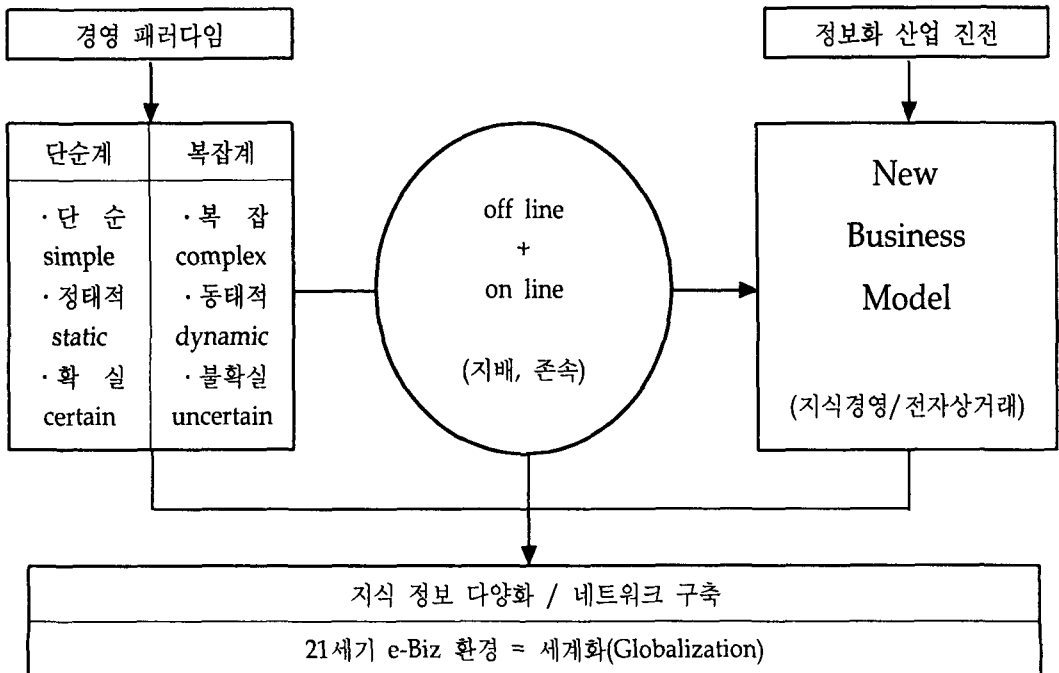 경영 패러다임
정보화 산업 진전
단순계
복잡계
· 단 순
simple
· 정태적
static
· 확 실
certain
· 복 잡
complex
· 동태적
dynamic
· 불확실
uncertain
off line
+
on line
(지배, 존속)
New
Business
Model
(지식경영/전자상거래)
지식 정보 다양화 / 네트워크 구축
21세기 e-Biz 환경 = 세계화(Globalization)